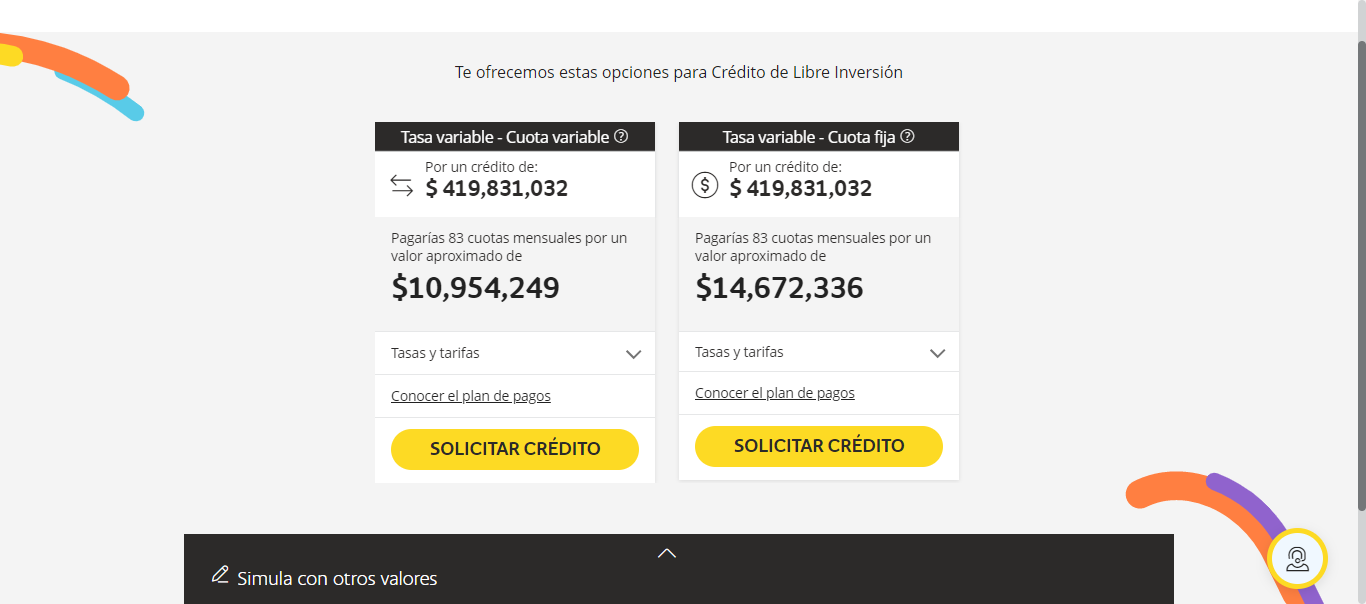 Te ofrecemos estas opciones para Crédito de Libre Inversión
Tasa variable - Cuota variable ?
Por un crédito de:
$ 419,831,032
Pagarías 83 cuotas mensuales por un
valor aproximado de
$10,954,249
Tasas y tarifas
Conocer el plan de pagos
SOLICITAR CRÉDITO
Tasa variable - Cuota fija ?
$
Por un crédito de:
$ 419,831,032
Pagarías 83 cuotas mensuales por un
valor aproximado de
$14,672,336
Tasas y tarifas
Conocer el plan de pagos
SOLICITAR CRÉDITO
Simula con otros valores